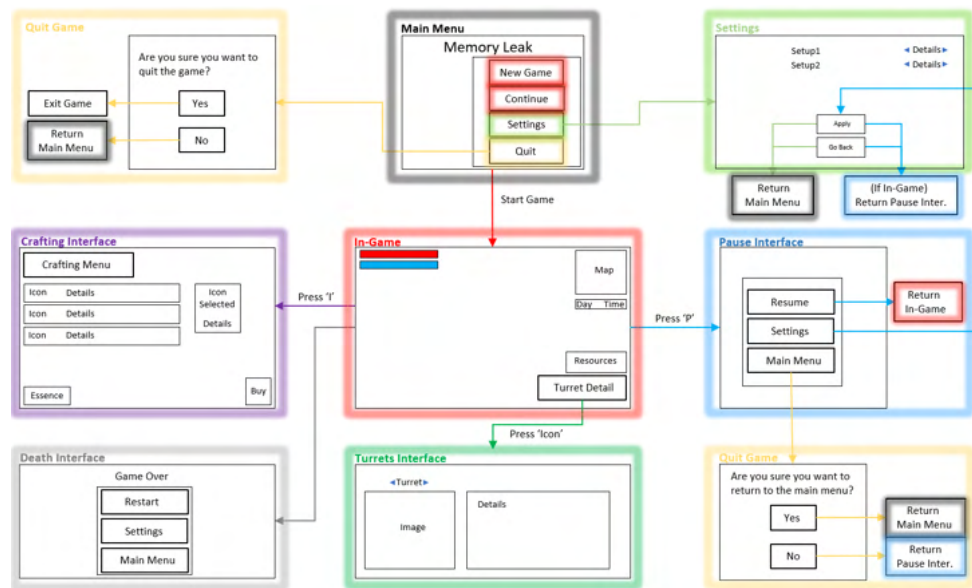 Quit Game
Are you sure you want to
quit the game?
Exit Game
Yes
Return
Main Menu
No
Main Menu
Memory Leak
New Game
Continue
Settings
Quit
Start Game
Settings
Setup1
Details
Setup2
Details
Apply
Go Back
Return
Main Menu
(If In-Game)
Return Pause Inter.
Crafting Interface
Crafting Menu
Icon Details
Icon Details
Icon Details
Icon
Selected
Details
Essence
Buy
Press 'I'
In-Game
Map
Day Time
Resources
Turret Detail
Press 'P'
Press 'Icon'
Pause Interface
Resume
Settings
Main Menu
Return
In-Game
Death Interface
Game Over
Restart
Settings
Main Menu
Turrets Interface
Turret
Image
Details
Quit Game
Are you sure you want to
return to the main menu?
Yes
Return
Main Menu
No
Return
Pause Inter.